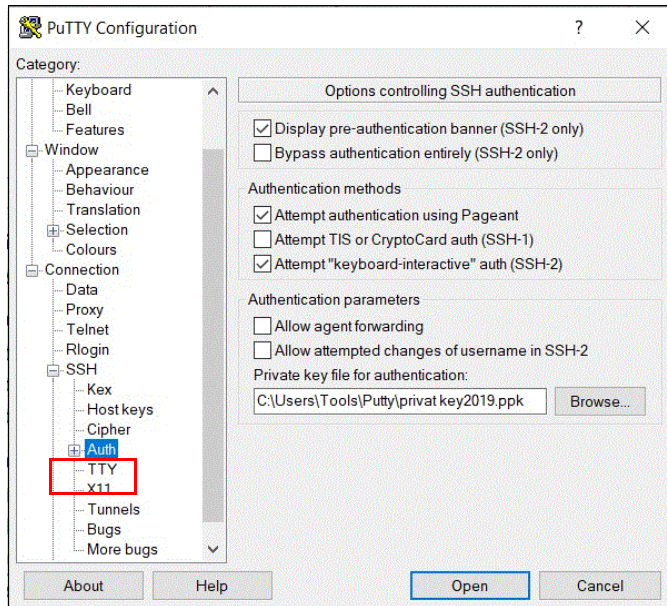 PuTTY Configuration
? ×
Category:
Keyboard
Bell
Features
Window
Appearance
Behaviour
Translation
Selection
Colours
Connection
Data
Proxy
Telnet
Rlogin
SSH
Kex
Host keys
Cipher
Auth
TTY
X11
Tunnels
Bugs
More bugs
Options controlling SSH authentication
Display pre-authentication banner (SSH-2 only)
Bypass authentication entirely (SSH-2 only)
Authentication methods
Attempt authentication using Pageant
Attempt TIS or CryptoCard auth (SSH-1)
Attempt "keyboard-interactive" auth (SSH-2)
Authentication parameters
Allow agent forwarding
Allow attempted changes of username in SSH-2
Private key file for authentication:
C:\Users\Tools\Putty\privat key2019.ppk
Browse...
About
Help
Open
Cancel